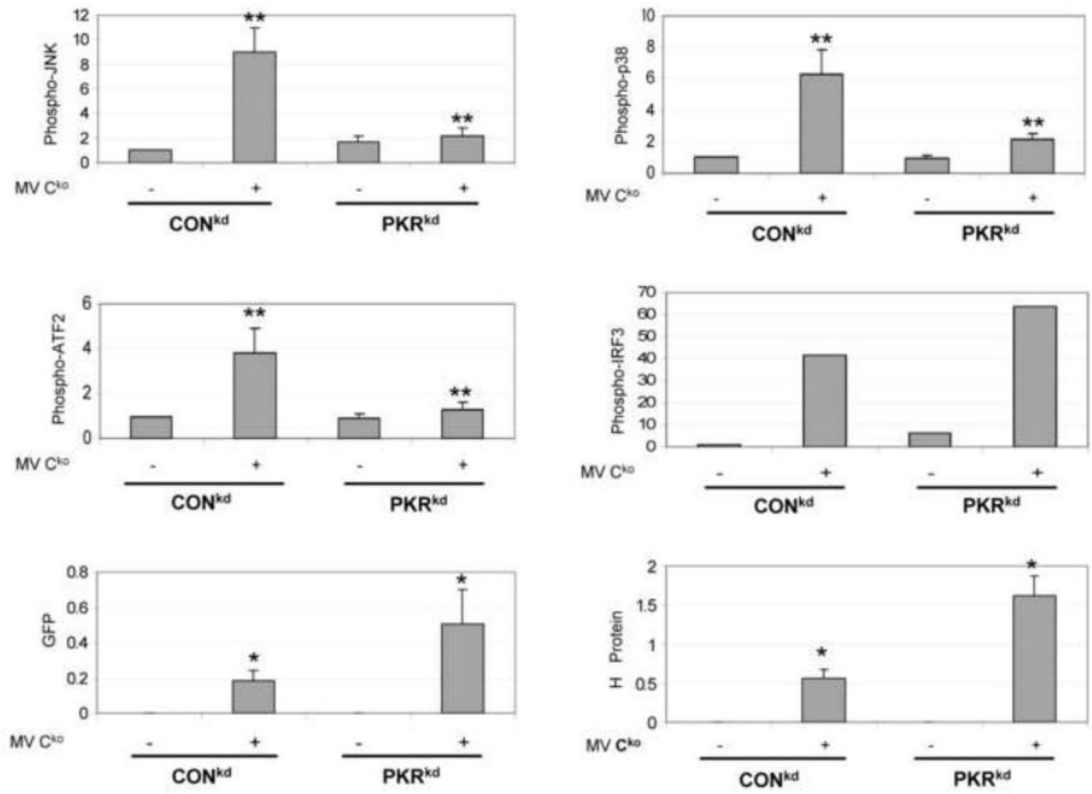 Phospho-JNK
12
10
8
6
4
2
0
** **
MV Cᵏᵒ - + - +
CONᵏᵈ PKRᵏᵈ
Phospho-p38
10
8
6
4
2
0
** **
MV Cᵏᵒ - + - +
CONᵏᵈ PKRᵏᵈ
Phospho-ATF2
6
4
2
0
** **
MV Cᵏᵒ - + - +
CONᵏᵈ PKRᵏᵈ
Phospho-IRF3
70
60
50
40
30
20
10
0
MV Cᵏᵒ - + - +
CONᵏᵈ PKRᵏᵈ
GFP
0.8
0.6
0.4
0.2
0
* *
MV Cᵏᵒ - + - +
CONᵏᵈ PKRᵏᵈ
H Protein
2
1.5
1
0.5
0
* *
MV Cᵏᵒ - + - +
CONᵏᵈ PKRᵏᵈ